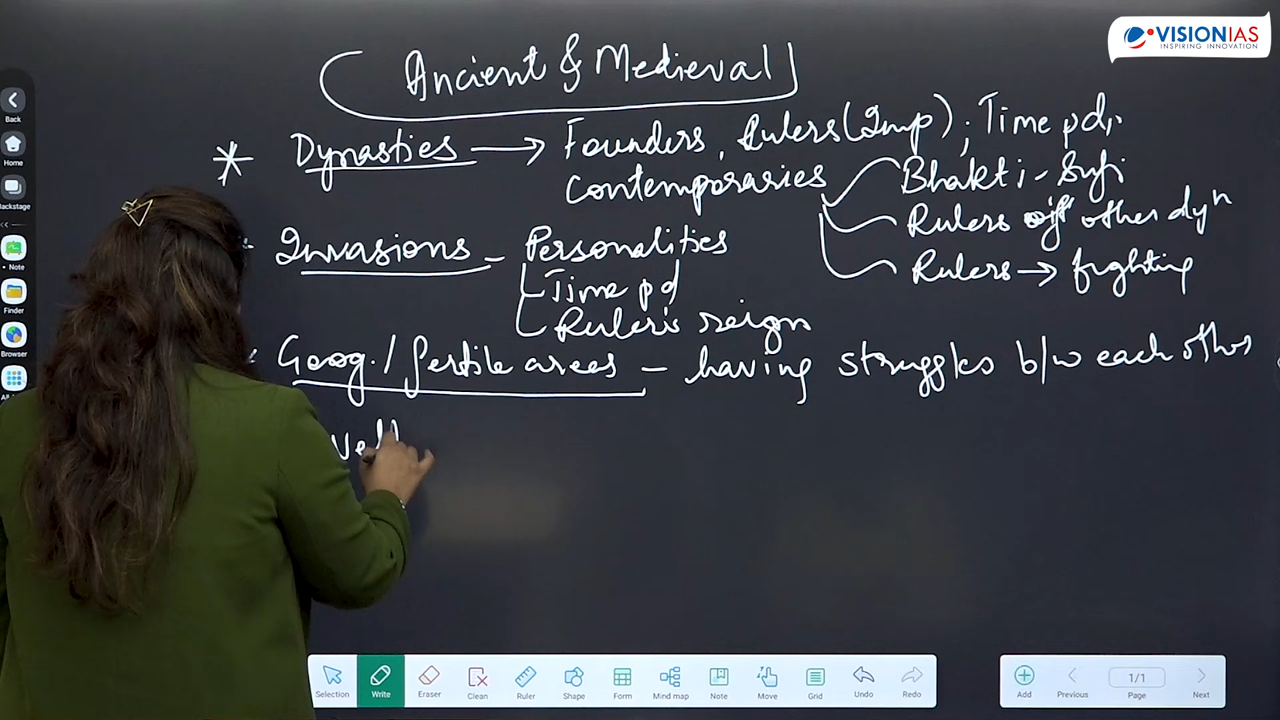 VISIONIAS
INSPIRING INNOVATION
Ancient & Medieval
* Dynasties → Founders, Rulers (Imp); Time pd,
contemporaries
Bhakti - Sufi
Rulers of other dyn
Rulers → fighting
Invasions - Personalities
Time pd
Ruler's reign
Geog. / fertile areas - having struggles b/w each other
Back
Home
Backstage
Note
Finder
Browser
Selection
Write
Eraser
Clean
Ruler
Shape
Form
Mind map
Note
Move
Grid
Undo
Redo
Add
Previous
1/1
Page
Next